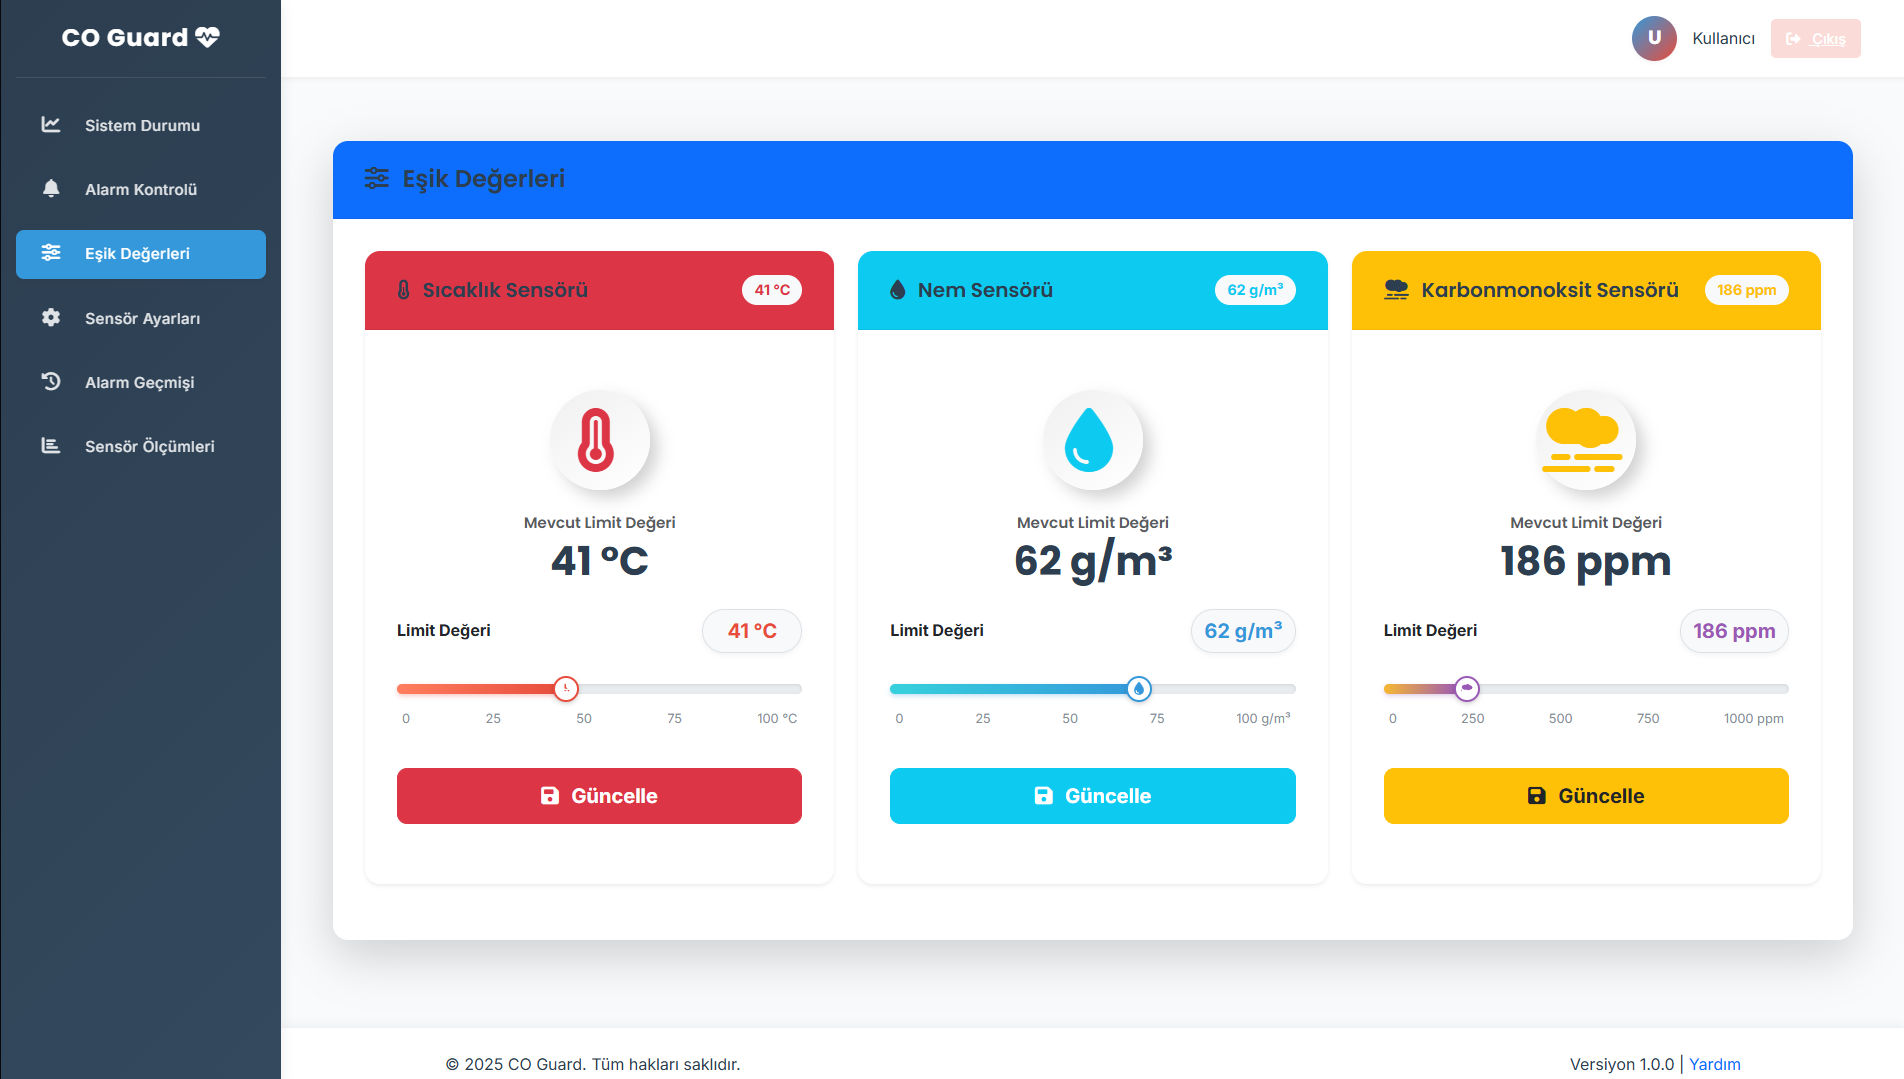 CO Guard
U Kullanıcı Çıkış
Sistem Durumu
Alarm Kontrolü
Eşik Değerleri
Sensör Ayarları
Alarm Geçmişi
Sensör Ölçümleri
Eşik Değerleri
Sıcaklık Sensörü 41 °C
Mevcut Limit Değeri
41 °C
Limit Değeri 41 °C
0 25 50 75 100 °C
Güncelle
Nem Sensörü 62 g/m³
Mevcut Limit Değeri
62 g/m³
Limit Değeri 62 g/m³
0 25 50 75 100 g/m³
Güncelle
Karbonmonoksit Sensörü 186 ppm
Mevcut Limit Değeri
186 ppm
Limit Değeri 186 ppm
0 250 500 750 1000 ppm
Güncelle
© 2025 CO Guard. Tüm hakları saklıdır.
Versiyon 1.0.0 | Yardım